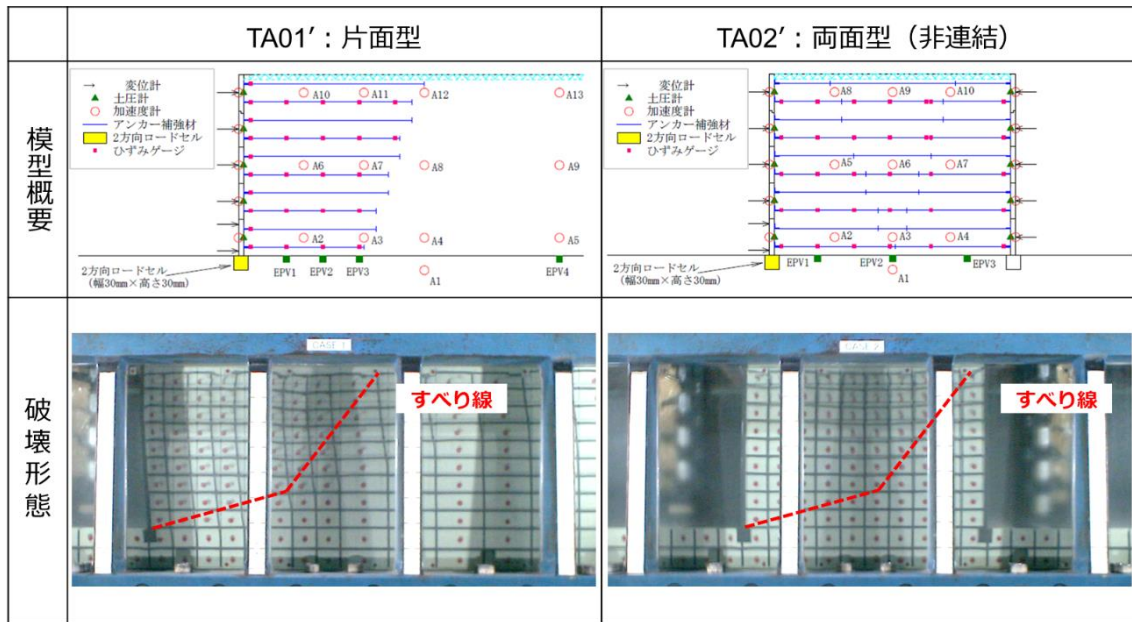 TA01′：片面型
TA02′：両面型（非連結）
模型概要
変位計
土圧計
加速度計
アンカー補強材
2方向ロードセル
ひずみゲージ
A10
A11
A12
A13
A6
A7
A8
A9
A2
A3
A4
A5
2方向ロードセル
(幅30mm×高さ30mm)
EPV1
EPV2
EPV3
A1
EPV4
変位計
土圧計
加速度計
アンカー補強材
2方向ロードセル
ひずみゲージ
A8
A9
A10
A5
A6
A7
A2
A3
A4
2方向ロードセル
(幅30mm×高さ30mm)
EPV1
EPV2
EPV3
A1
破壊形態
CASE 1
すべり線
CASE 2
すべり線